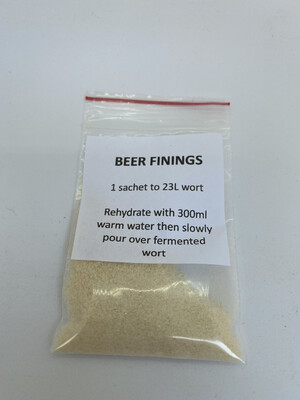 BEER FININGS
1 sachet to 23L wort
Rehydrate with 300ml
warm water then slowly
pour over fermented
wort